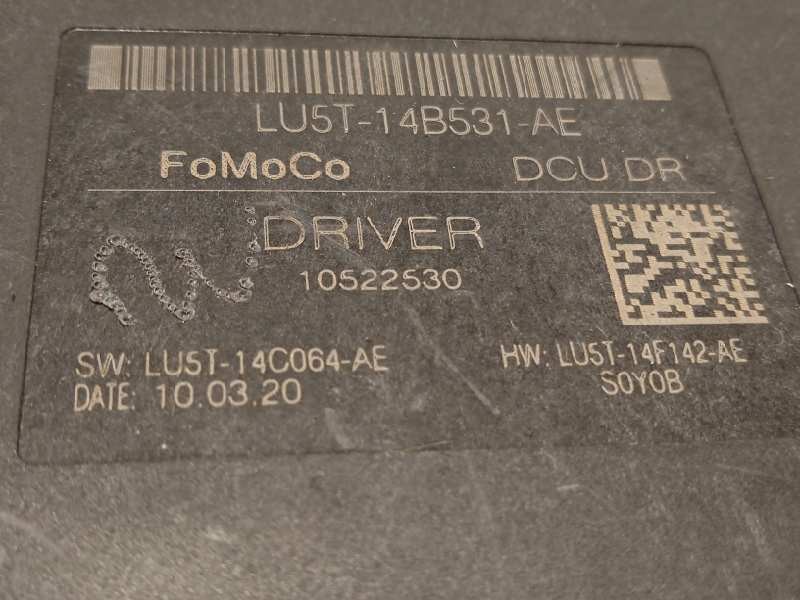 LU5T-14B531-AE
FoMoCo DCU DR
DRIVER
10522530
SW: LU5T-14C064-AE HW: LU5T-14F142-AE
DATE: 10.03.20 S0Y0B